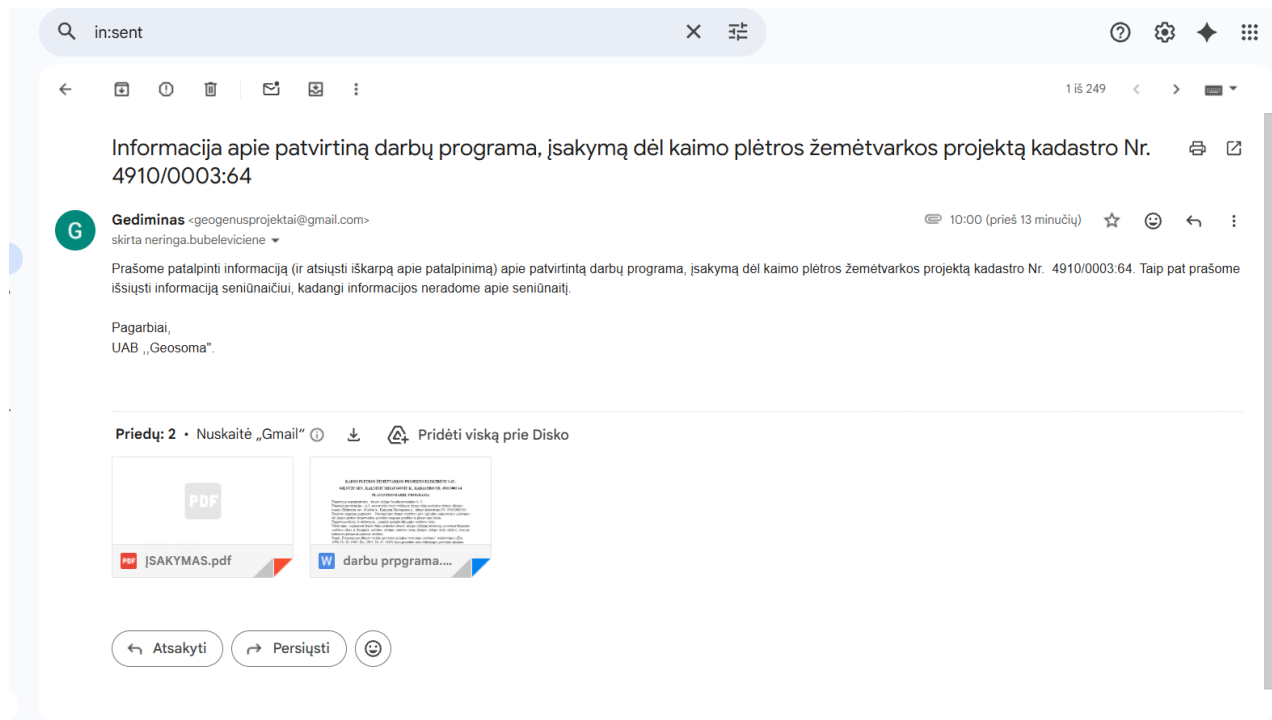 in:sent
1 iš 249
Informacija apie patvirtiną darbų programa, įsakymą dėl kaimo plėtros žemėtvarkos projektą kadastro Nr.
4910/0003:64
G
Gediminas <geogenusprojektai@gmail.com>
10:00 (prieš 13 minučių)
skirta neringa.bubeleviciene
Prašome patalpinti informaciją (ir atsiųsti iškarpą apie patalpinimą) apie patvirtintą darbų programa, įsakymą dėl kaimo plėtros žemėtvarkos projektą kadastro Nr. 4910/0003:64. Taip pat prašome
išsiųsti informaciją seniūnaičiui, kadangi informacijos neradome apie seniūnaitį.
Pagarbiai,
UAB ,,Geosoma".
Priedų: 2 • Nuskaitė „Gmail“
Pridėti viską prie Disko
PDF
PDF ĮSAKYMAS.pdf
W darbu prpgrama....
Atsakyti
Persiųsti